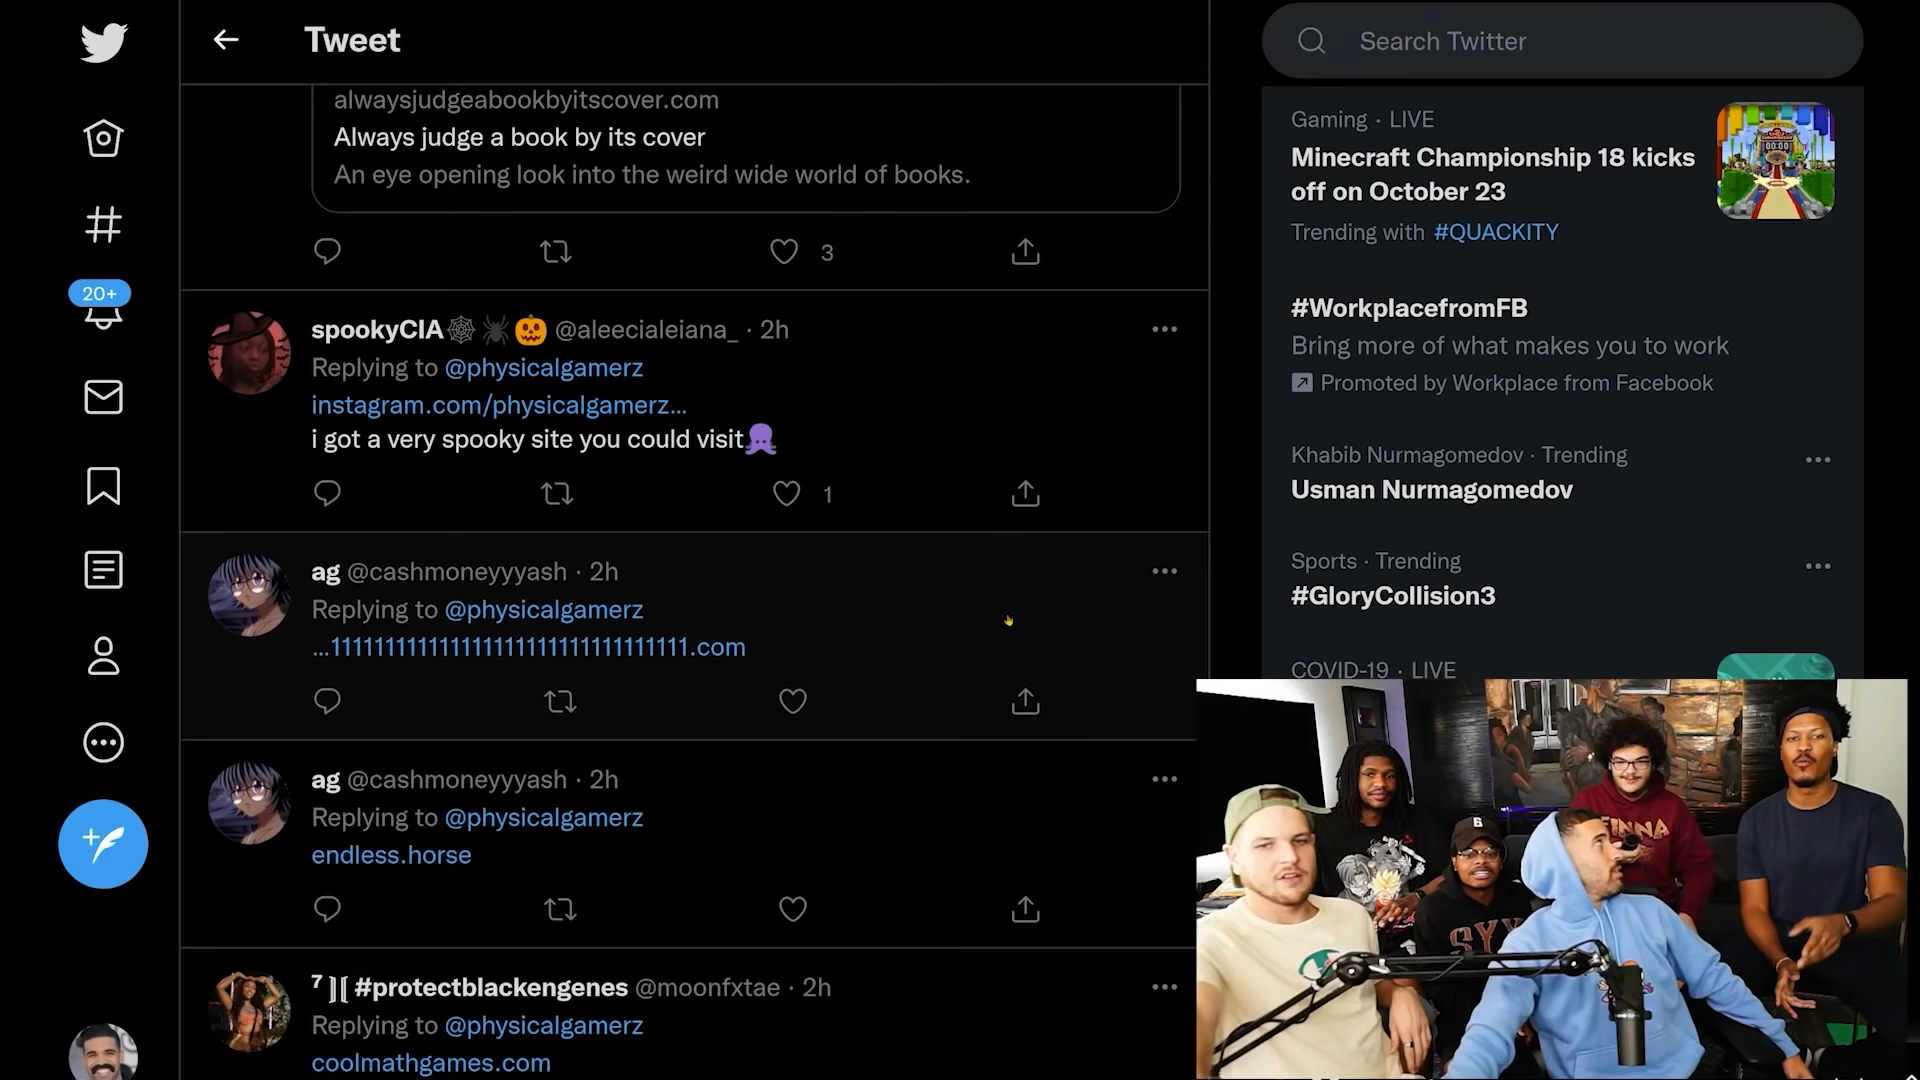 Tweet
Search Twitter
alwaysjudgeabookbyitscover.com
Always judge a book by its cover
An eye opening look into the weird wide world of books.
3
spookyCIA🕸🕷🎃 @aleecialeiana_ · 2h
Replying to @physicalgamerz
instagram.com/physicalgamerz...
i got a very spooky site you could visit🐙
1
ag @cashmoneyyyash · 2h
Replying to @physicalgamerz
ag @cashmoneyyyash · 2h
Replying to @physicalgamerz
endless.horse
⁷ ]|[ #protectblackengenes @moonfxtae · 2h
Replying to @physicalgamerz
coolmathgames.com
20+
Gaming · LIVE
Minecraft Championship 18 kicks
off on October 23
Trending with #QUACKITY
00:00
#WorkplacefromFB
Bring more of what makes you to work
Promoted by Workplace from Facebook
Khabib Nurmagomedov · Trending
Usman Nurmagomedov
Sports · Trending
#GloryCollision3
COVID-19 · LIVE
6
FINNA